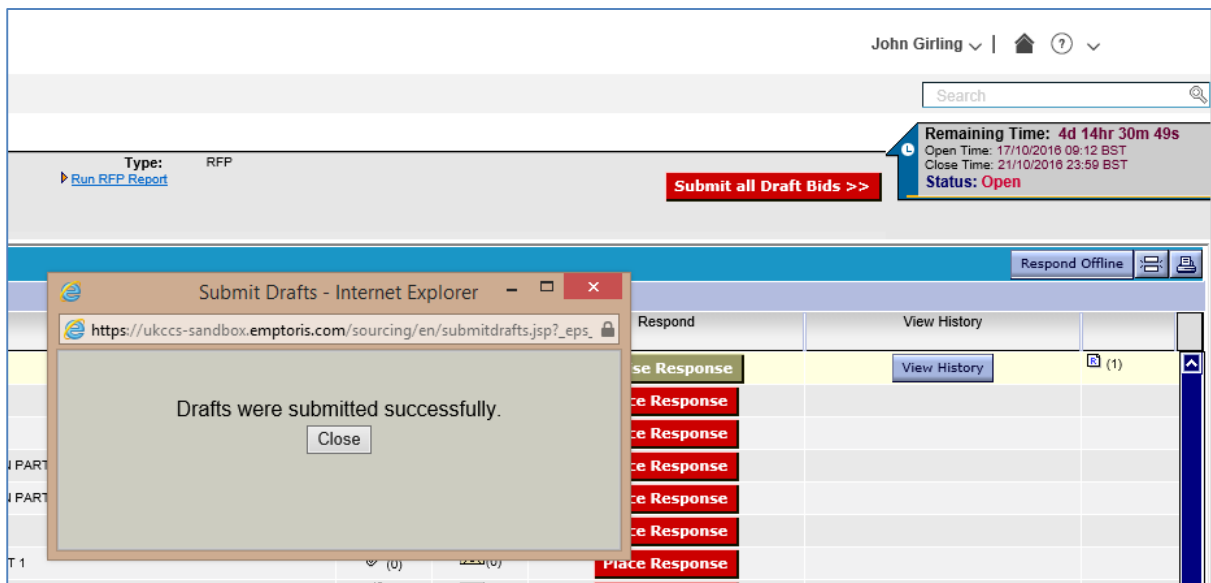 John Girling
?
Search
Remaining Time: 4d 14hr 30m 49s
Open Time: 17/10/2016 09:12 BST
Close Time: 21/10/2016 23:59 BST
Status: Open
Type: RFP
Run RFP Report
Submit all Draft Bids >>
Respond Offline
Submit Drafts - Internet Explorer
https://ukccs-sandbox.emptoris.com/sourcing/en/submitdrafts.jsp?_eps_
Drafts were submitted successfully.
Close
Respond
View History
se Response
View History
R (1)
ce Response
ce Response
N PART
ce Response
N PART
ce Response
ce Response
T 1
(0)
(0)
Place Response